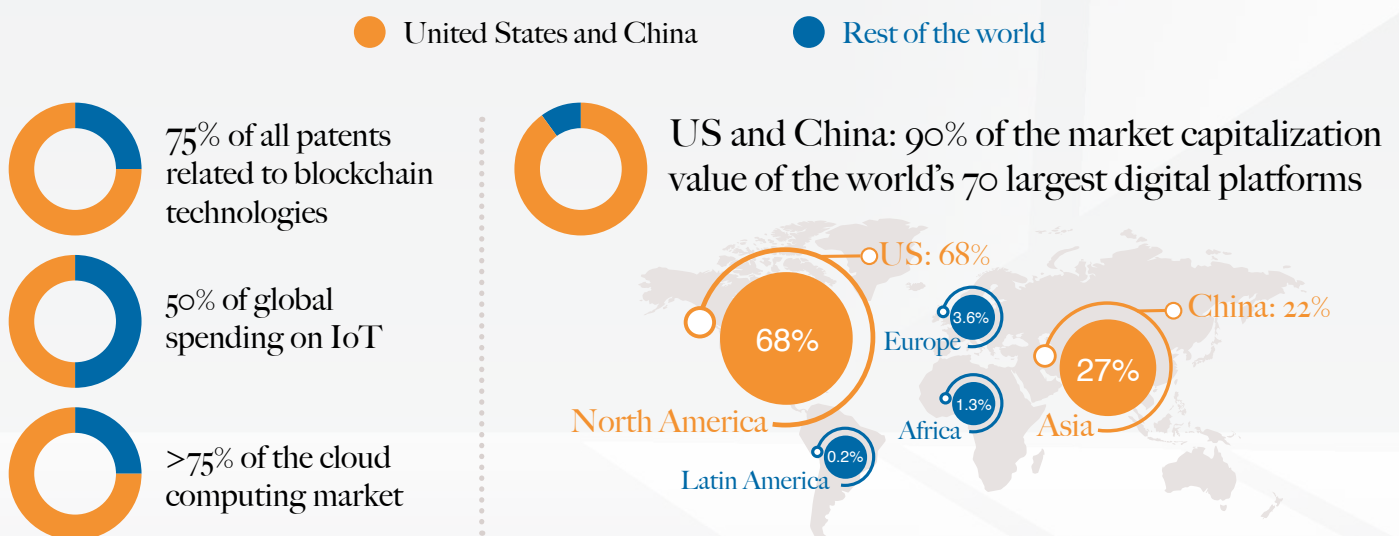 United States and China
Rest of the world
75% of all patents
related to blockchain
technologies
50% of global
spending on IoT
>75% of the cloud
computing market
US and China: 90% of the market capitalization
value of the world's 70 largest digital platforms
US: 68%
68%
North America
3.6%
Europe
1.3%
Africa
0.2%
Latin America
China: 22%
27%
Asia